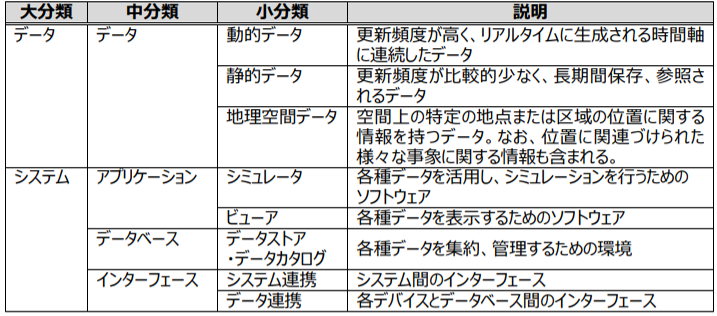 大分類 中分類 小分類 説明
データ データ 動的データ 更新頻度が高く、リアルタイムに生成される時間軸
に連続したデータ
静的データ 更新頻度が比較的少なく、長期間保存、参照さ
れるデータ
地理空間データ 空間上の特定の地点または区域の位置に関する
情報を持つデータ。なお、位置に関連づけられた
様々な事象に関する情報も含まれる。
システム アプリケーション シミュレータ 各種データを活用し、シミュレーションを行うための
ソフトウェア
ビューア 各種データを表示するためのソフトウェア
データベース データストア
・データカタログ 各種データを集約、管理するための環境
インターフェース システム連携 システム間のインターフェース
データ連携 各デバイスとデータベース間のインターフェース